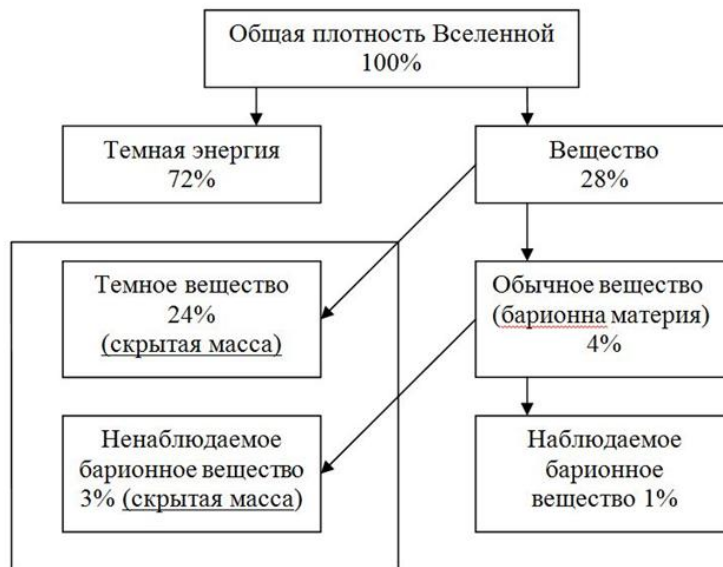 Общая плотность Вселенной
100%
Темная энергия
72%
Вещество
28%
Темное вещество
24%
(скрытая масса)
Обычное вещество
(барионна материя)
4%
Ненаблюдаемое
барионное вещество
3% (скрытая масса)
Наблюдаемое
барионное
вещество 1%